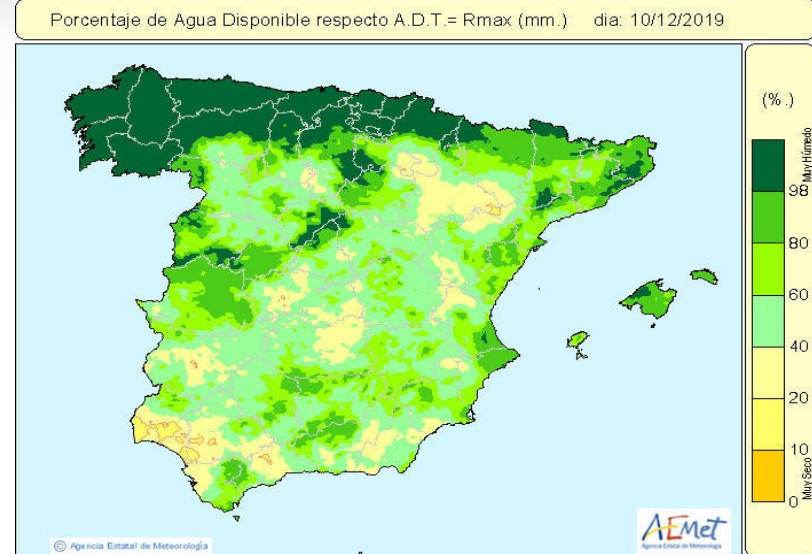 Porcentaje de Agua Disponible respecto A.D.T.= Rmax (mm.) dia: 10/12/2019
(%.)
Muy Húmedo
98
80
60
40
20
10
0
Muy Seco
© Agencia Estatal de Meteorología
AEMet
Agencia Estatal de Meteorología